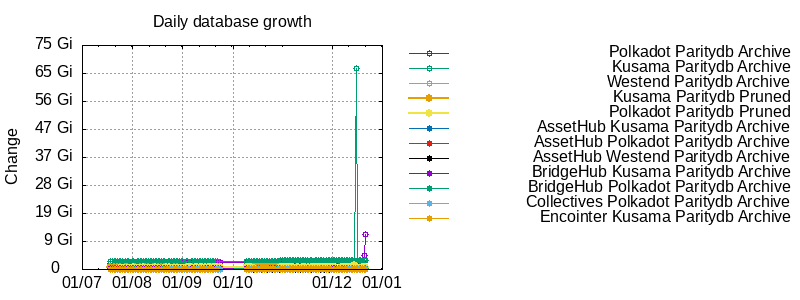 Daily database growth
Change
75 Gi
65 Gi
56 Gi
47 Gi
37 Gi
28 Gi
19 Gi
9 Gi
0
01/07 01/08 01/09 01/10 01/12 01/01
Polkadot Paritydb Archive
Kusama Paritydb Archive
Westend Paritydb Archive
Kusama Paritydb Pruned
Polkadot Paritydb Pruned
AssetHub Kusama Paritydb Archive
AssetHub Polkadot Paritydb Archive
AssetHub Westend Paritydb Archive
BridgeHub Kusama Paritydb Archive
BridgeHub Polkadot Paritydb Archive
Collectives Polkadot Paritydb Archive
Encointer Kusama Paritydb Archive